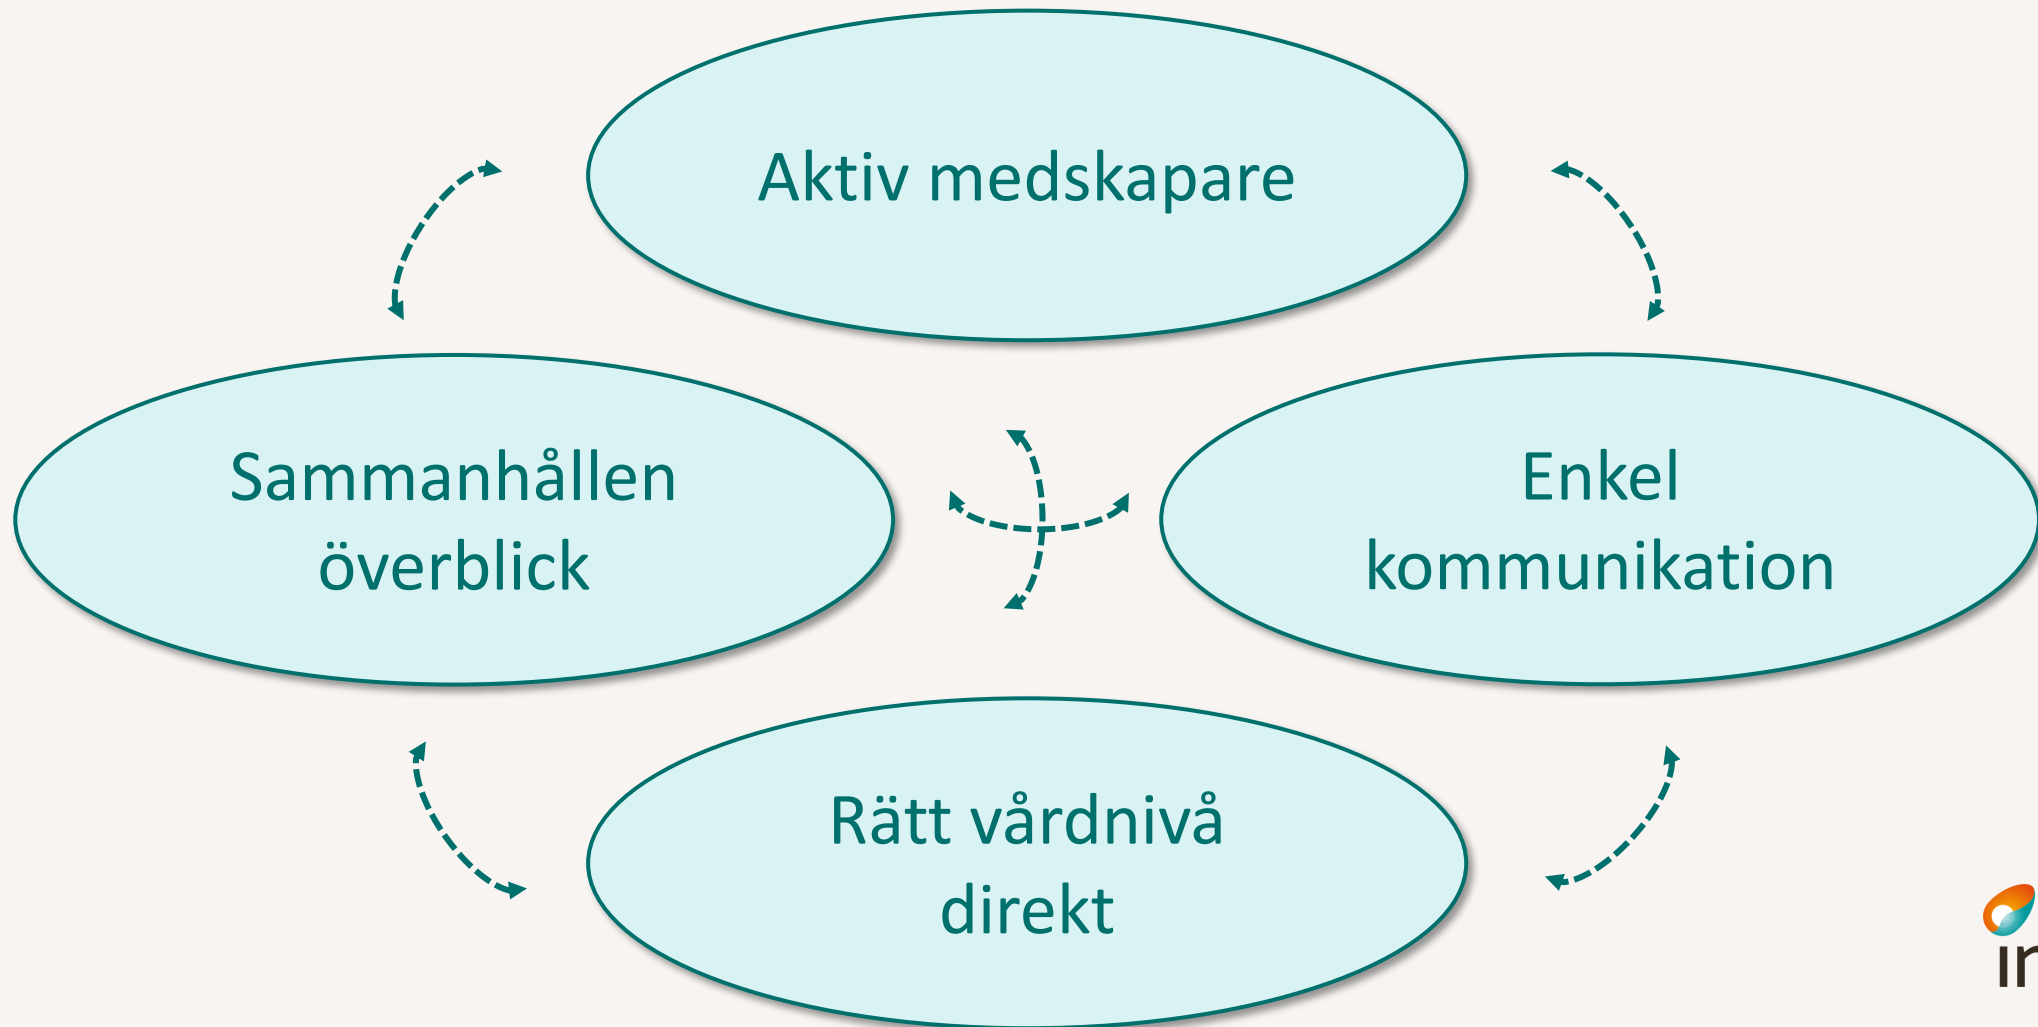 Aktiv medskapare
Sammanhållen
överblick
Enkel
kommunikation
Rätt vårdnivå
direkt